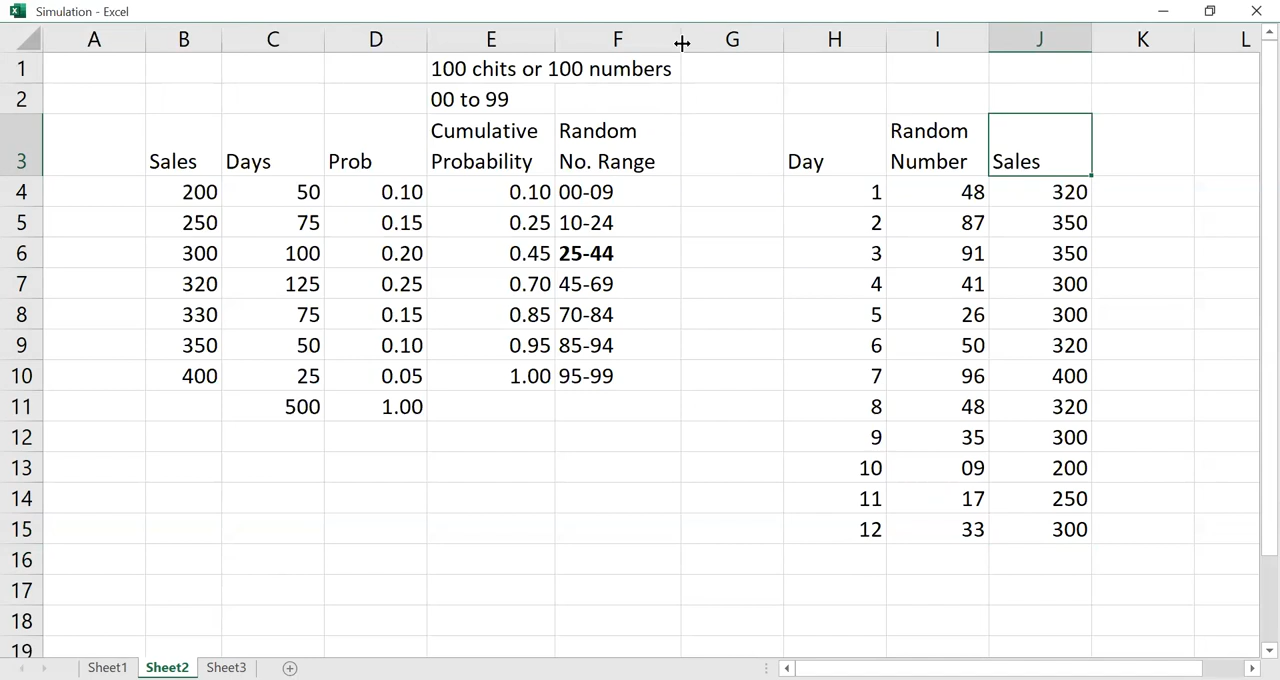 Simulation - Excel
A B C D E F G H I J K L
1 100 chits or 100 numbers
2 00 to 99
Cumulative Random Random
3 Sales Days Prob Probability No. Range Day Number Sales
4 200 50 0.10 0.10 00-09 1 48 320
5 250 75 0.15 0.25 10-24 2 87 350
6 300 100 0.20 0.45 25-44 3 91 350
7 320 125 0.25 0.70 45-69 4 41 300
8 330 75 0.15 0.85 70-84 5 26 300
9 350 50 0.10 0.95 85-94 6 50 320
10 400 25 0.05 1.00 95-99 7 96 400
11 500 1.00 8 48 320
12 9 35 300
13 10 09 200
14 11 17 250
15 12 33 300
16
17
18
19
Sheet1 Sheet2 Sheet3